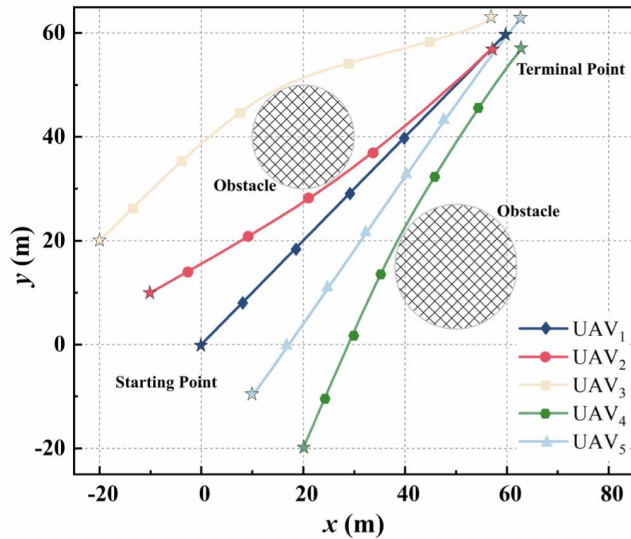 60
40
20
0
-20
y (m)
-20
0
20
40
60
80
x (m)
Terminal Point
Obstacle
Obstacle
Starting Point
UAV₁
UAV₂
UAV₃
UAV₄
UAV₅